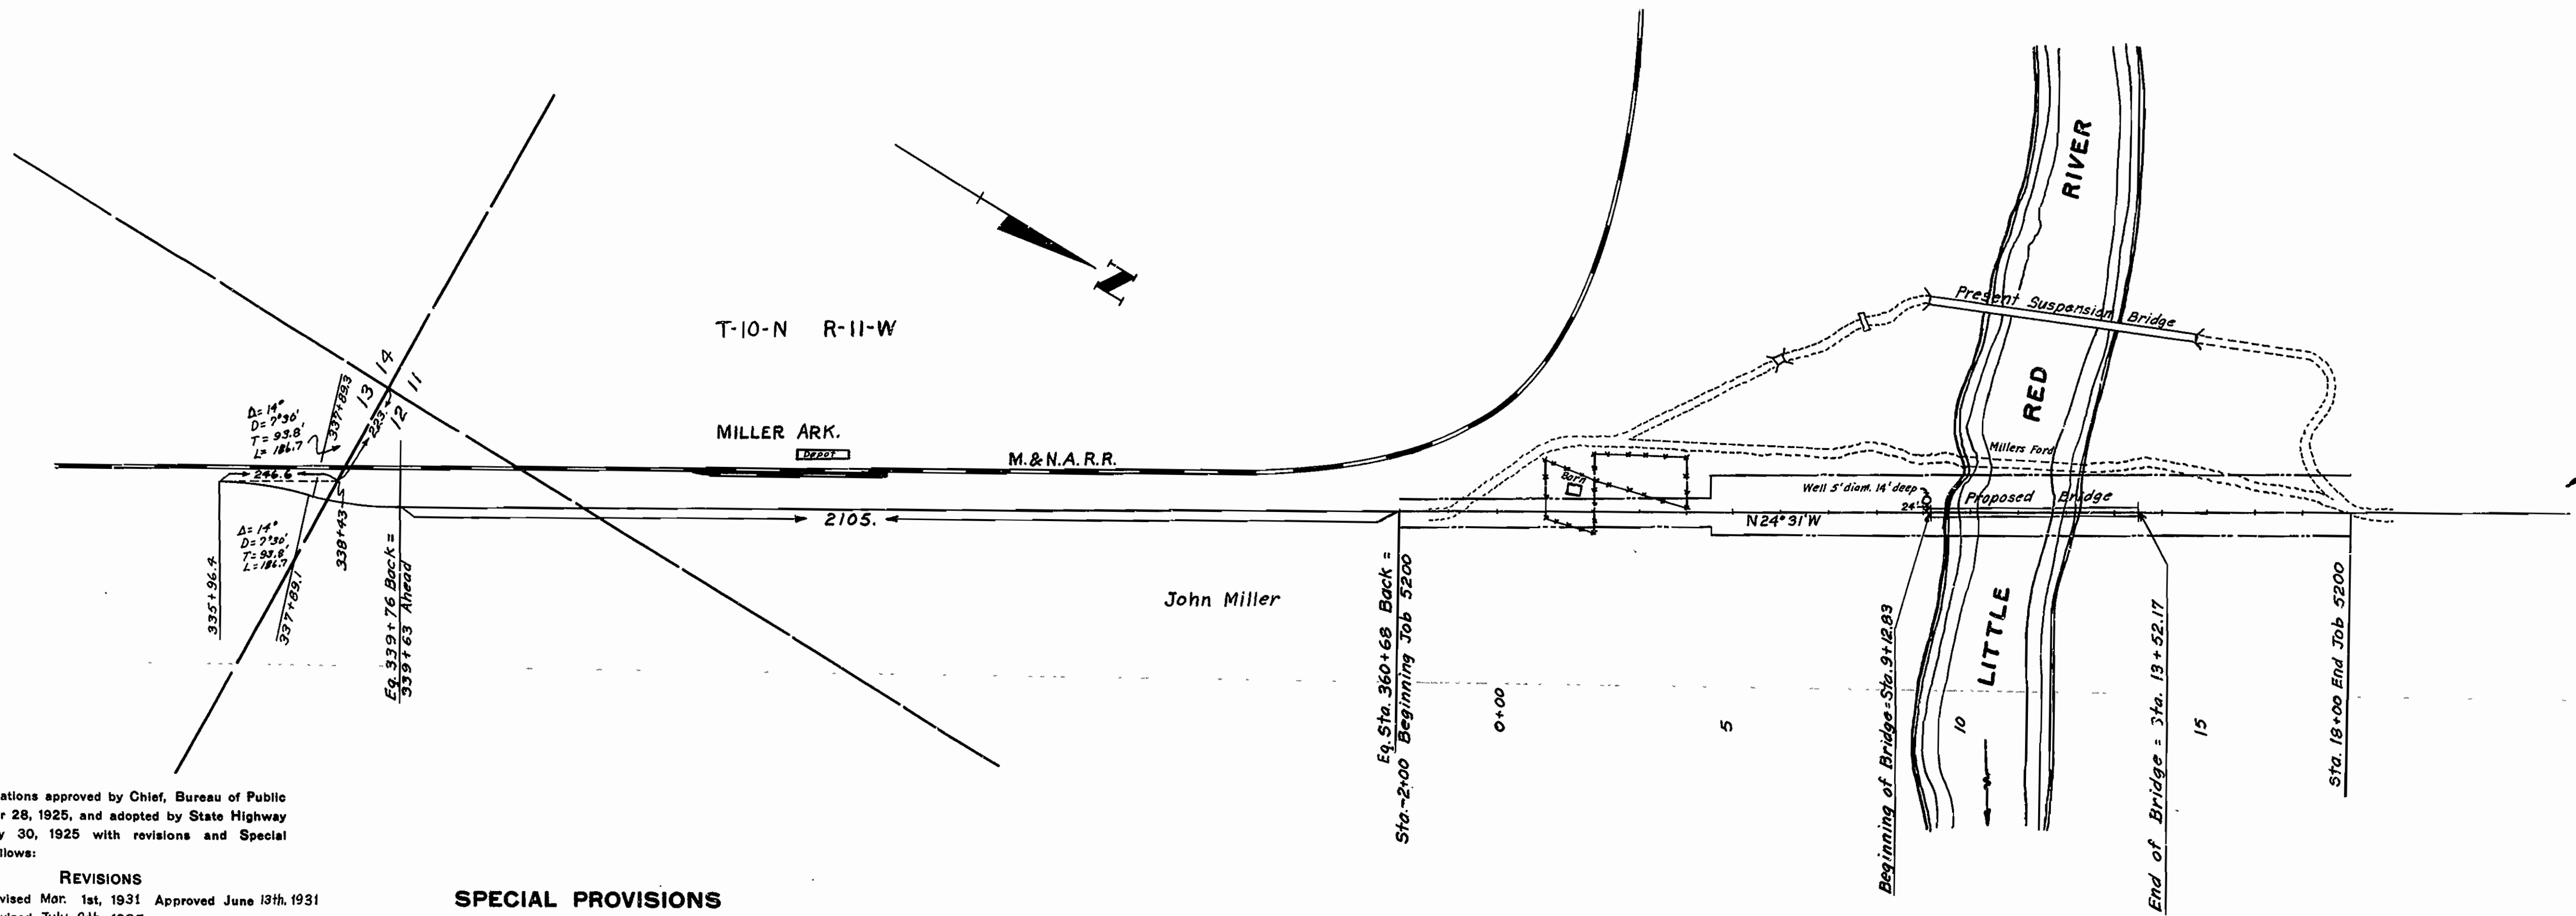 RIVER
Present Suspension Bridge
RED
Millers Ford
LITTLE
T-10-N R-11-W
MILLER ARK.
Depot
M.&N.A.R.R.
14
11
13
12
223.
337+89.3
Δ=14°
D=7°30'
T=93.8'
L=186.7
246.6
Δ=14°
D=7°30'
T=93.8'
L=186.7
335+96.4
337+89.1
338+43
Eq. 339+76 Back =
339+63 Ahead
2105.
John Miller
Barn
Well 5' diam. 14' deep
24'
Proposed Bridge
N24°31'W
Eq. Sta. 360+68 Back =
Sta.-2+00 Beginning Job 5200
0+00
5
10
15
Beginning of Bridge=Sta. 9+12.83
End of Bridge = Sta. 13+52.17
Sta. 18+00 End Job 5200
N
ations approved by Chief, Bureau of Public
r 28, 1925, and adopted by State Highway
y 30, 1925 with revisions and Special
llows:
REVISIONS
vised Mar. 1st, 1931 Approved June 13th, 1931
SPECIAL PROVISIONS